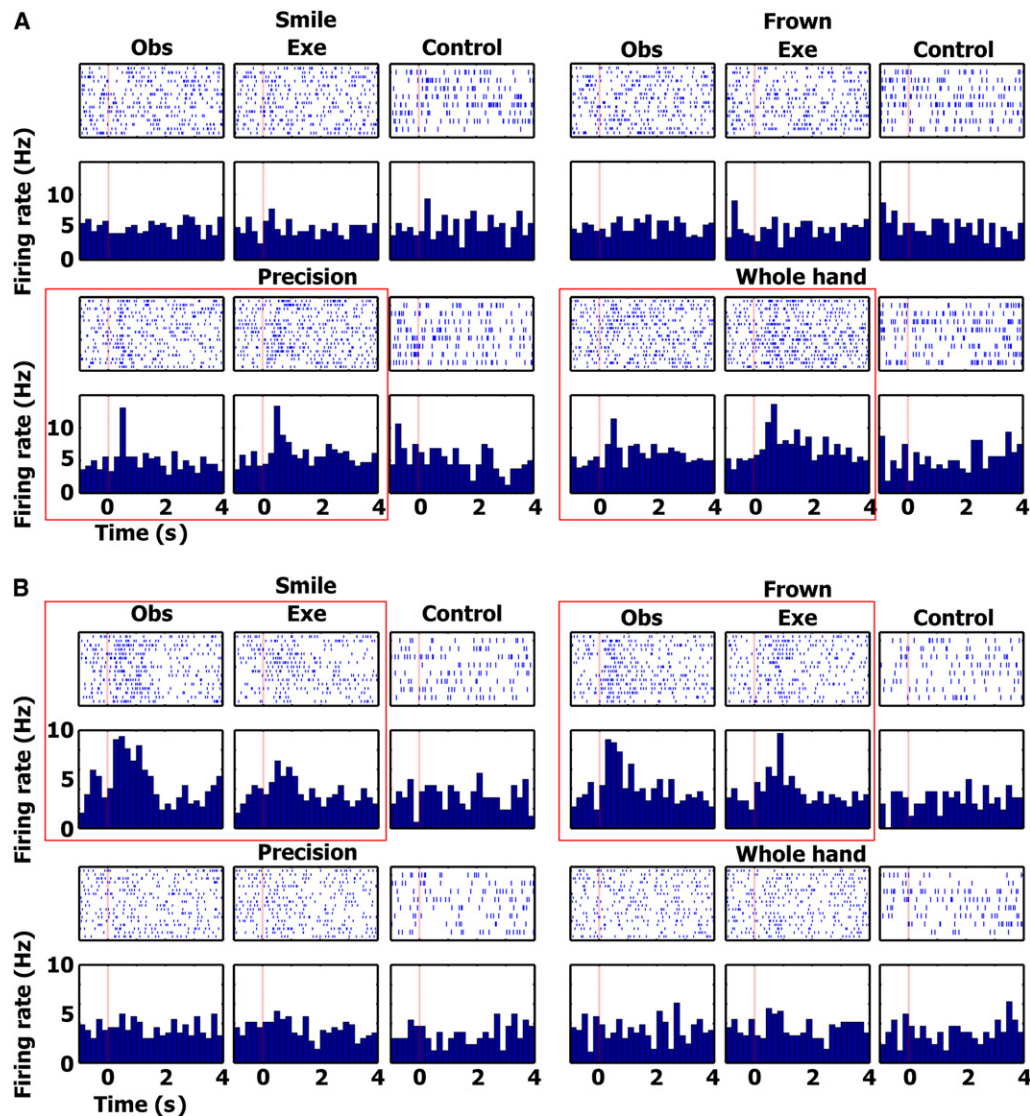 A
Smile Frown
Obs Exe Control Obs Exe Control
Firing rate (Hz)
10
5
0
Precision Whole hand
Firing rate (Hz)
10
5
0
0 2 4 0 2 4 0 2 4 0 2 4 0 2 4 0 2 4
Time (s)
B
Smile Frown
Obs Exe Control Obs Exe Control
Firing rate (Hz)
10
5
0
Precision Whole hand
Firing rate (Hz)
10
5
0
0 2 4 0 2 4 0 2 4 0 2 4 0 2 4 0 2 4
Time (s)